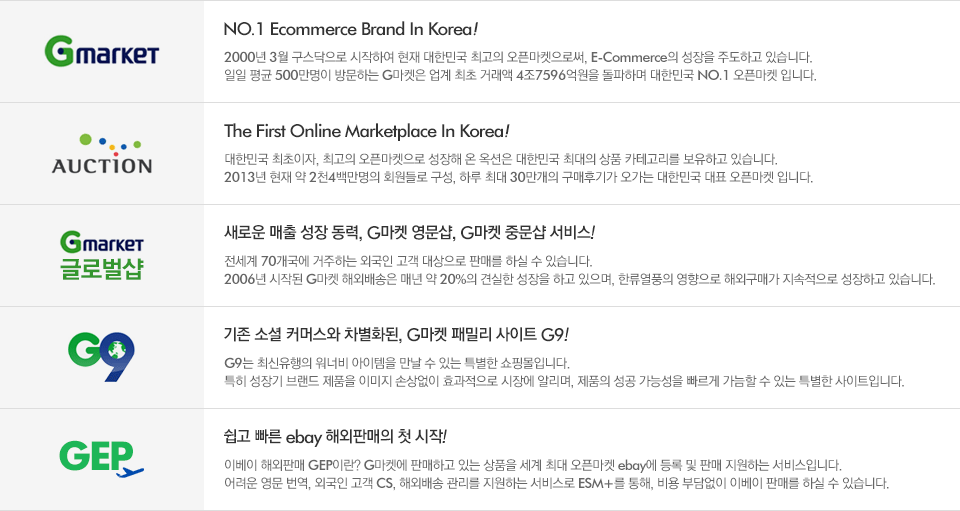 Gmarket
NO.1 Ecommerce Brand In Korea!
2000년 3월 구스닥으로 시작하여 현재 대한민국 최고의 오픈마켓으로써, E-Commerce의 성장을 주도하고 있습니다.
일일 평균 500만명이 방문하는 G마켓은 업계 최초 거래액 4조7596억원을 돌파하며 대한민국 NO.1 오픈마켓 입니다.
AUCTION
The First Online Marketplace In Korea!
대한민국 최초이자, 최고의 오픈마켓으로 성장해 온 옥션은 대한민국 최대의 상품 카테고리를 보유하고 있습니다.
2013년 현재 약 2천4백만명의 회원들로 구성, 하루 최대 30만개의 구매후기가 오가는 대한민국 대표 오픈마켓 입니다.
Gmarket
글로벌샵
새로운 매출 성장 동력, G마켓 영문샵, G마켓 중문샵 서비스!
전세계 70개국에 거주하는 외국인 고객 대상으로 판매를 하실 수 있습니다.
2006년 시작된 G마켓 해외배송은 매년 약 20%의 견실한 성장을 하고 있으며, 한류열풍의 영향으로 해외구매가 지속적으로 성장하고 있습니다.
G9
기존 소셜 커머스와 차별화된, G마켓 패밀리 사이트 G9!
G9는 최신유행의 워너비 아이템을 만날 수 있는 특별한 쇼핑몰입니다.
특히 성장기 브랜드 제품을 이미지 손상없이 효과적으로 시장에 알리며, 제품의 성공 가능성을 빠르게 가늠할 수 있는 특별한 사이트입니다.
GEP
쉽고 빠른 ebay 해외판매의 첫 시작!
이베이 해외판매 GEP이란? G마켓에 판매하고 있는 상품을 세계 최대 오픈마켓 ebay에 등록 및 판매 지원하는 서비스입니다.
어려운 영문 번역, 외국인 고객 CS, 해외배송 관리를 지원하는 서비스로 ESM+를 통해, 비용 부담없이 이베이 판매를 하실 수 있습니다.